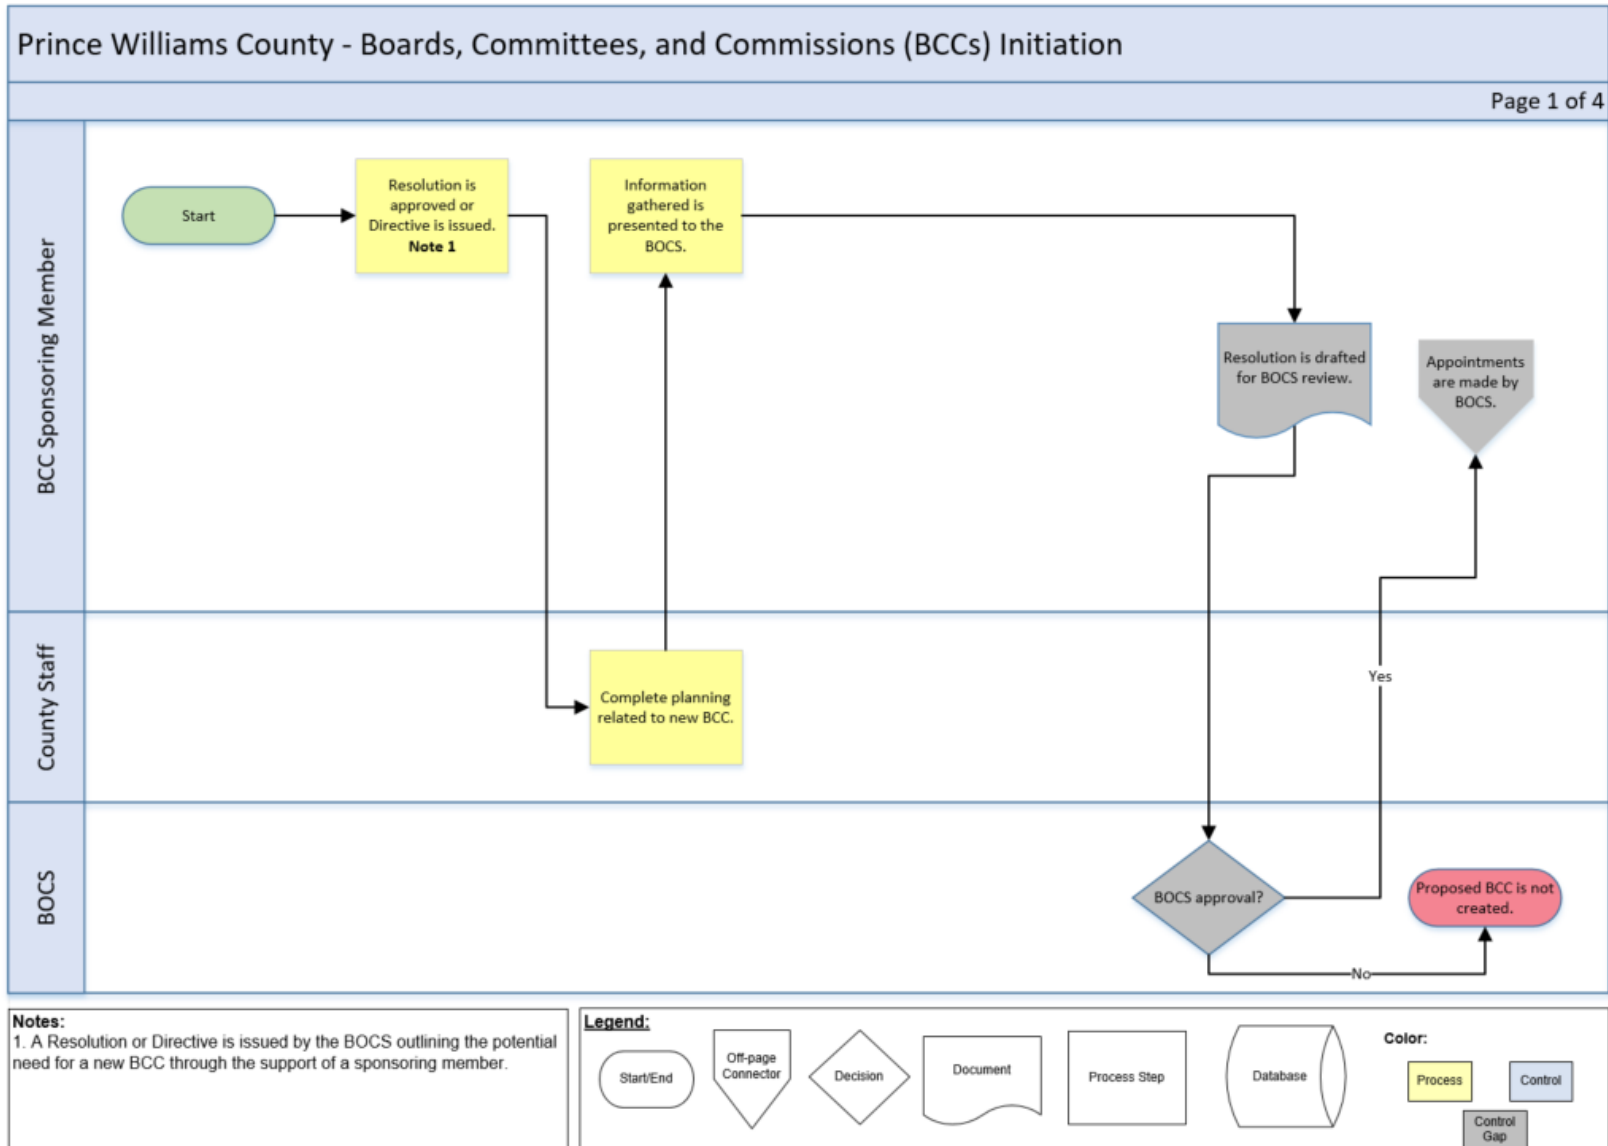 Prince Williams County - Boards, Committees, and Commissions (BCCs) Initiation
Page 1 of 4
BCC Sponsoring Member
Start
Resolution is
approved or
Directive is issued.
Note 1
Information
gathered is
presented to the
BOCS.
Resolution is drafted
for BOCS review.
Appointments
are made by
BOCS.
County Staff
Complete planning
related to new BCC.
Yes
BOCS
BOCS approval?
Proposed BCC is not
created.
No
Notes:
1. A Resolution or Directive is issued by the BOCS outlining the potential
need for a new BCC through the support of a sponsoring member.
Legend:
Start/End
Off-page
Connector
Decision
Document
Process Step
Database
Color:
Process
Control
Control
Gap